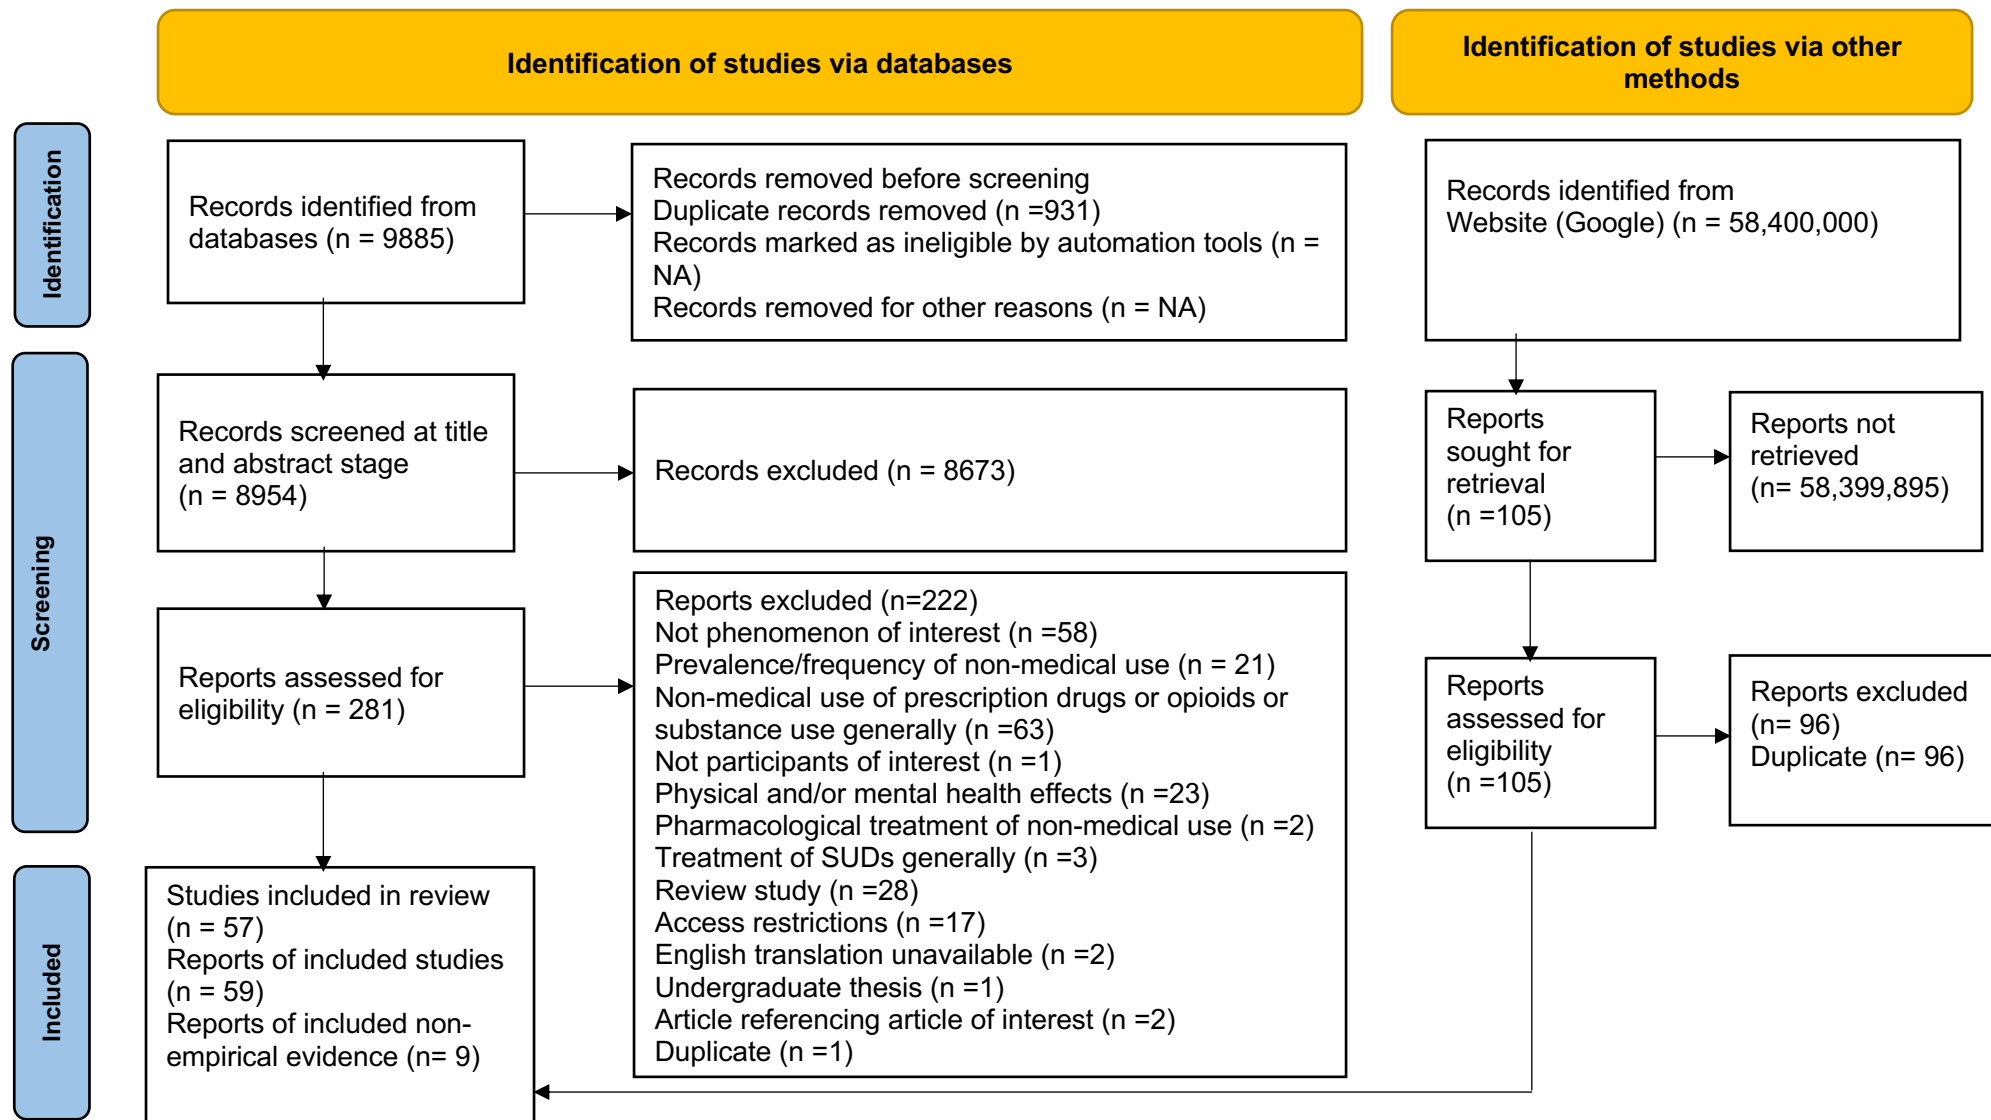 Identification of studies via databases
Identification of studies via other
methods
Identification
Records identified from
databases (n = 9885)
Records removed before screening
Duplicate records removed (n =931)
Records marked as ineligible by automation tools (n =
NA)
Records removed for other reasons (n = NA)
Records identified from
Website (Google) (n = 58,400,000)
Screening
Records screened at title
and abstract stage
(n = 8954)
Records excluded (n = 8673)
Reports
sought for
retrieval
(n =105)
Reports not
retrieved
(n= 58,399,895)
Reports assessed for
eligibility (n = 281)
Reports excluded (n=222)
Not phenomenon of interest (n =58)
Prevalence/frequency of non-medical use (n = 21)
Non-medical use of prescription drugs or opioids or
substance use generally (n =63)
Not participants of interest (n =1)
Physical and/or mental health effects (n =23)
Pharmacological treatment of non-medical use (n =2)
Treatment of SUDs generally (n =3)
Review study (n =28)
Access restrictions (n =17)
English translation unavailable (n =2)
Undergraduate thesis (n =1)
Article referencing article of interest (n =2)
Duplicate (n =1)
Reports
assessed for
eligibility
(n =105)
Reports excluded
(n= 96)
Duplicate (n= 96)
Included
Studies included in review
(n = 57)
Reports of included studies
(n = 59)
Reports of included non-
empirical evidence (n= 9)